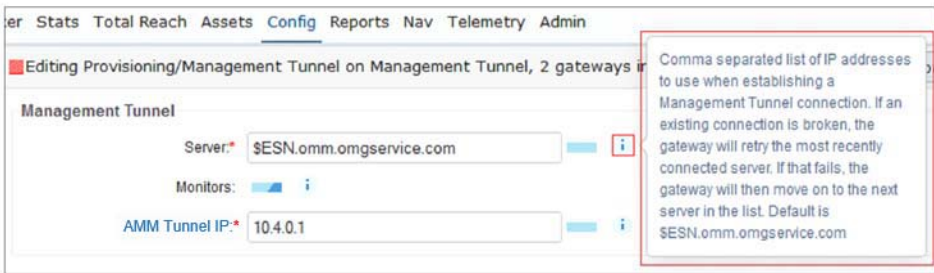 er Stats Total Reach Assets Config Reports Nav Telemetry Admin
Editing Provisioning/Management Tunnel on Management Tunnel, 2 gateways in
Management Tunnel
Server:* $ESN.omm.omgservice.com i
Monitors: i
AMM Tunnel IP:* 10.4.0.1 i
Comma separated list of IP addresses
to use when establishing a
Management Tunnel connection. If an
existing connection is broken, the
gateway will retry the most recently
connected server. If that fails, the
gateway will then move on to the next
server in the list. Default is
$ESN.omm.omgservice.com